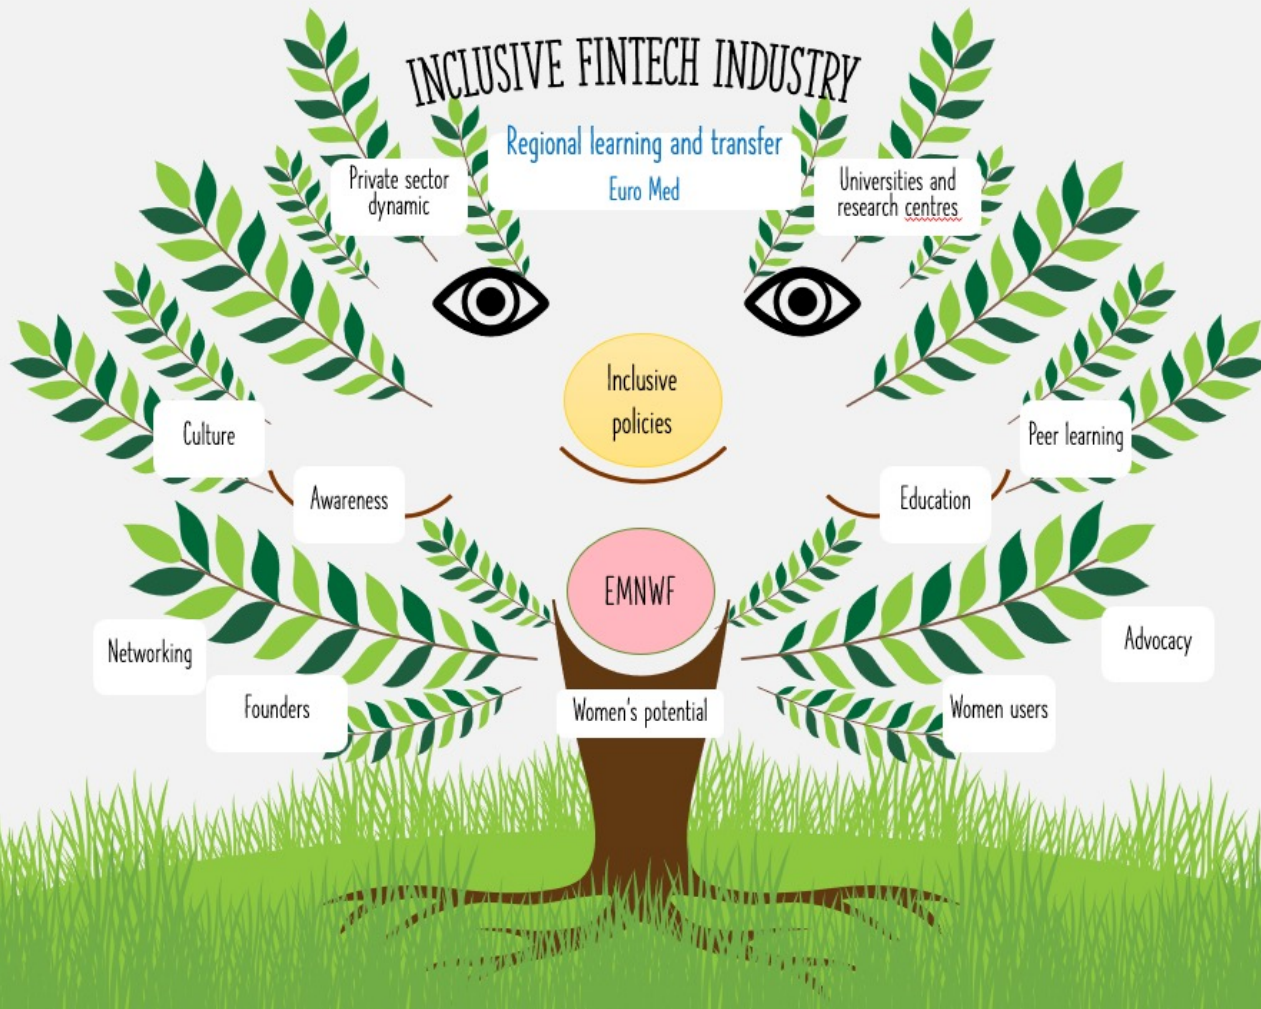 INCLUSIVE FINTECH INDUSTRY
Regional learning and transfer
Euro Med
Private sector
dynamic
Universities and
research centres
Inclusive
policies
Culture
Peer learning
Awareness
Education
EMNWF
Networking
Advocacy
Founders
Women's potential
Women users